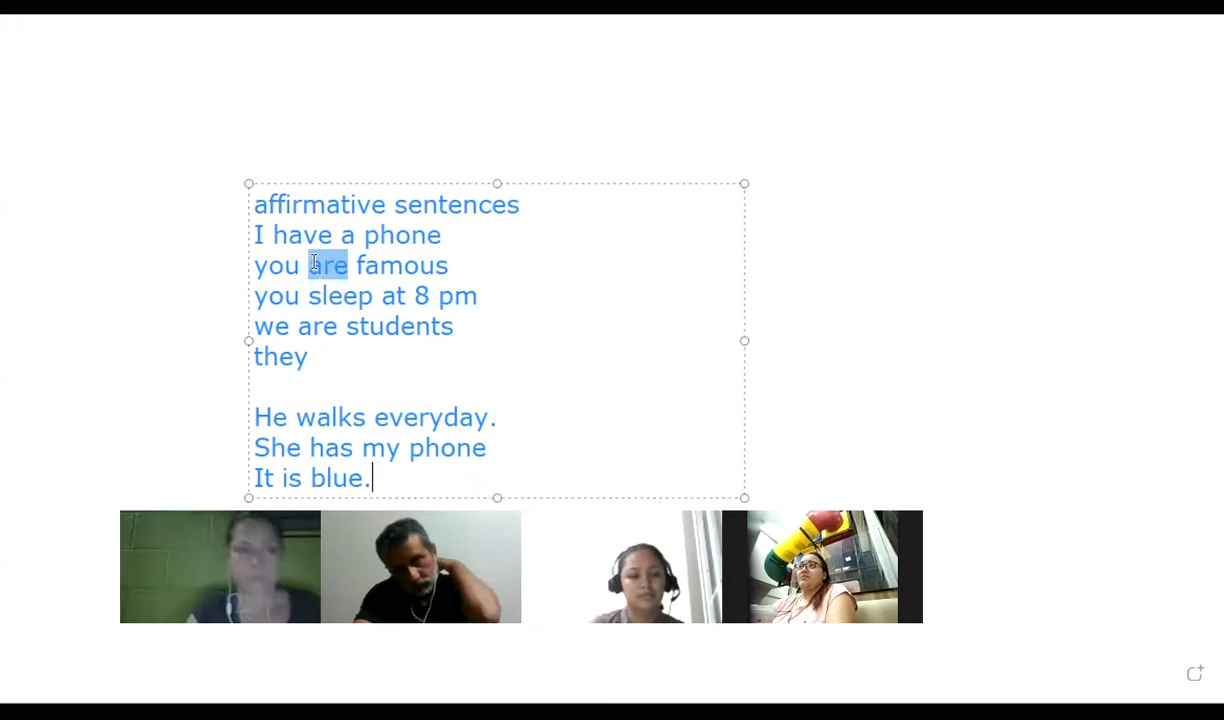 affirmative sentences
I have a phone
you are famous
you sleep at 8 pm
we are students
they
He walks everyday.
She has my phone
It is blue.